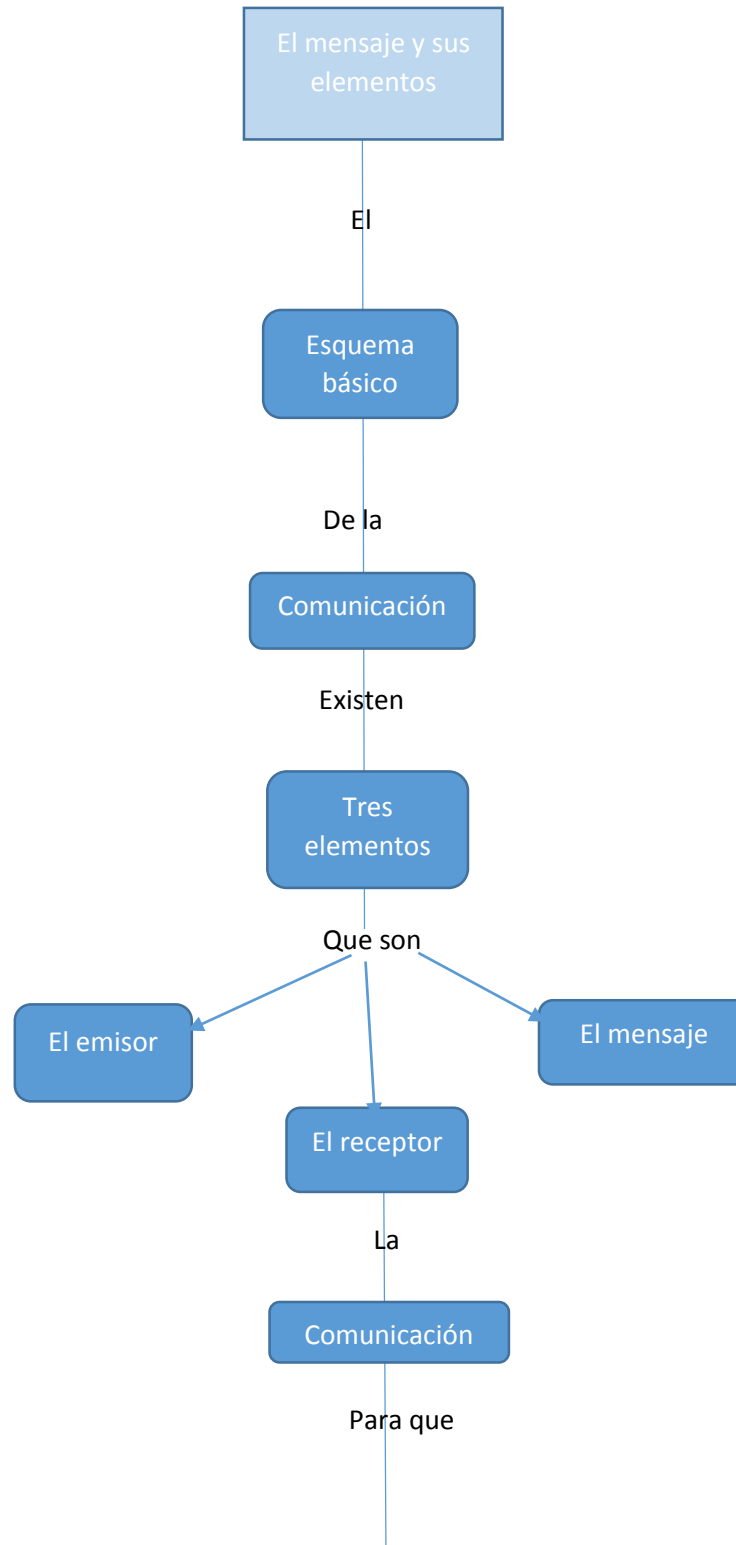 El mensaje y sus
elementos
El
Esquema
básico
De la
Comunicación
Existen
Tres
elementos
Que son
El emisor
El mensaje
El receptor
La
Comunicación
Para que